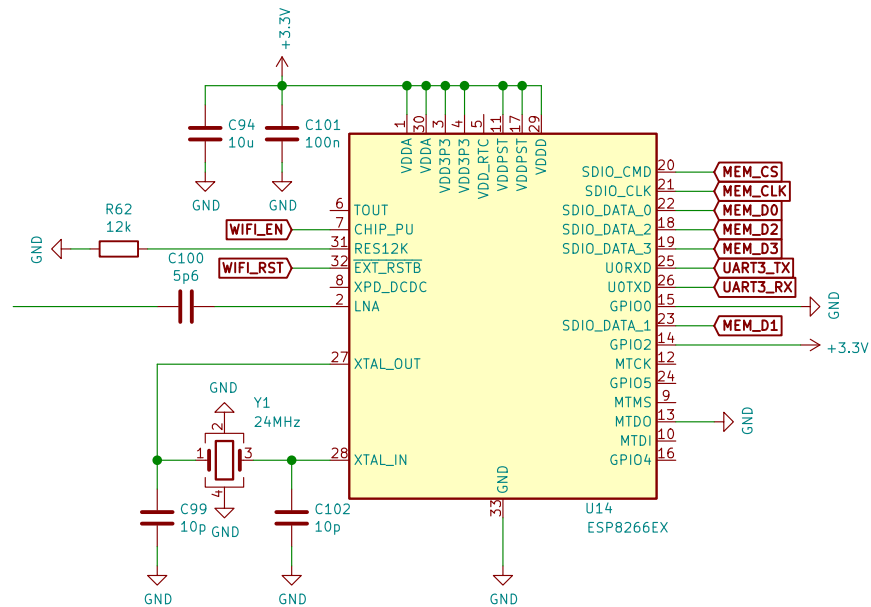 +3.3V
C94
10u
C101
100n
GND
GND
1
30
3
4
5
11
17
29
VDDA
VDDA
VDD3P3
VDD3P3
VDD_RTC
VDDPST
VDDPST
VDDD
R62
12k
GND
WIFI_EN
WIFI_RST
C100
5p6
6 TOUT
7 CHIP_PU
31 RES12K
32 EXT_RSTB
8 XPD_DCDC
2 LNA
27 XTAL_OUT
28 XTAL_IN
SDIO_CMD 20 MEM_CS
SDIO_CLK 21 MEM_CLK
SDIO_DATA_0 22 MEM_D0
SDIO_DATA_2 18 MEM_D2
SDIO_DATA_3 19 MEM_D3
U0RXD 25 UART3_TX
U0TXD 26 UART3_RX
GPIO0 15 GND
SDIO_DATA_1 23 MEM_D1
GPIO2 14 +3.3V
MTCK 12
GPIO5 24
MTMS 9
MTDO 13 GND
MTDI 10
GPIO4 16
GND
Y1
24MHz
2
1
3
4
GND
C99
10p
C102
10p
GND
33
U14
ESP8266EX
GND
GND
GND